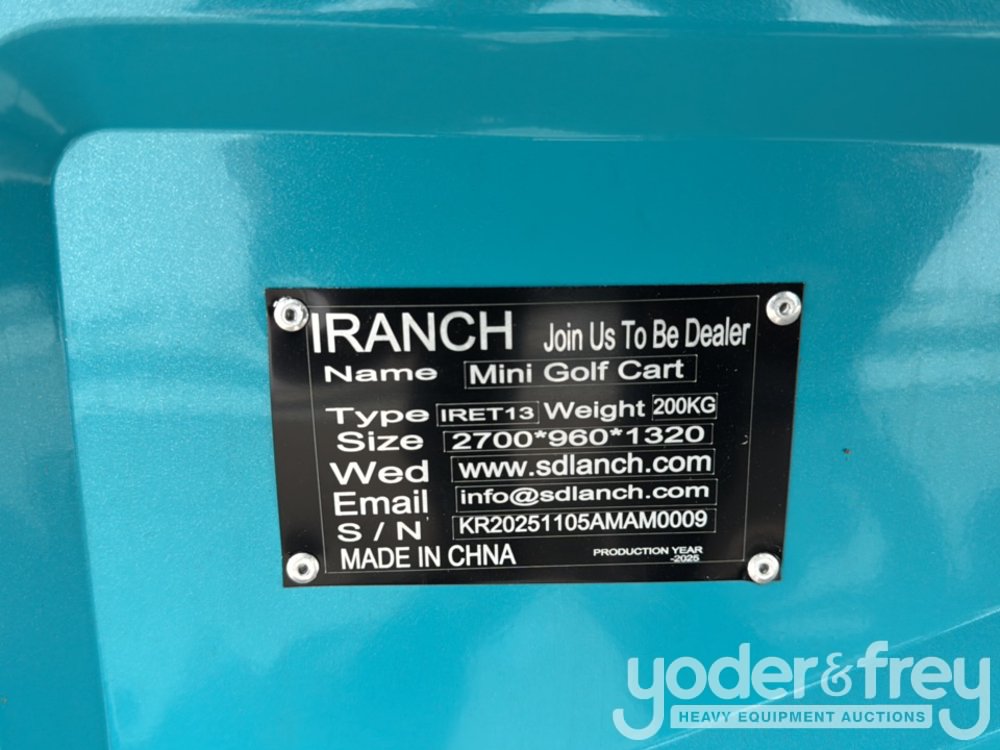 IRANCH Join Us To Be Dealer
Name Mini Golf Cart
Type IRET13 Weight 200KG
Size 2700*960*1320
Wed www.sdlanch.com
Email info@sdlanch.com
S/N KR20251105AMAM0009
MADE IN CHNA PRODUCTION YEAR
-2025
yoder&frey
HEAVY EQUIPMENT AUCTIONS